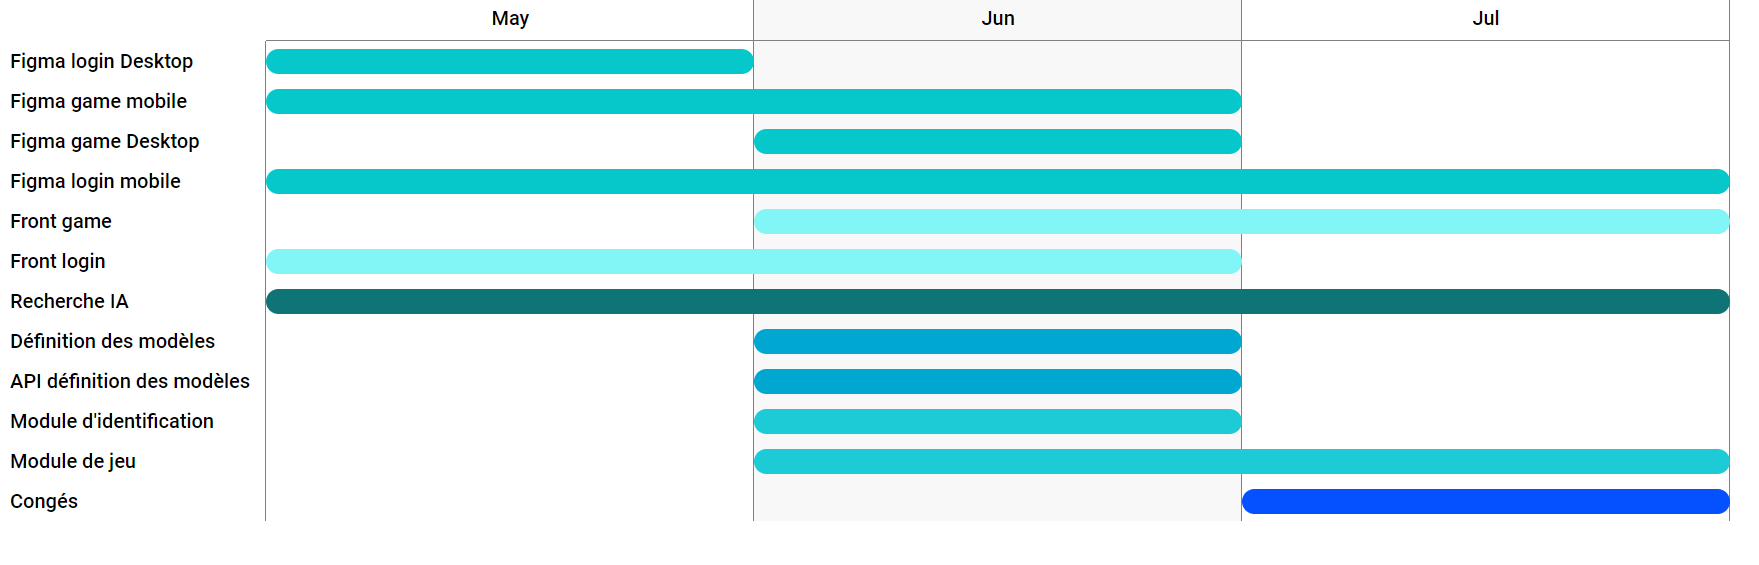 May Jun Jul
Figma login Desktop
Figma game mobile
Figma game Desktop
Figma login mobile
Front game
Front login
Recherche IA
Définition des modèles
API définition des modèles
Module d'identification
Module de jeu
Congés